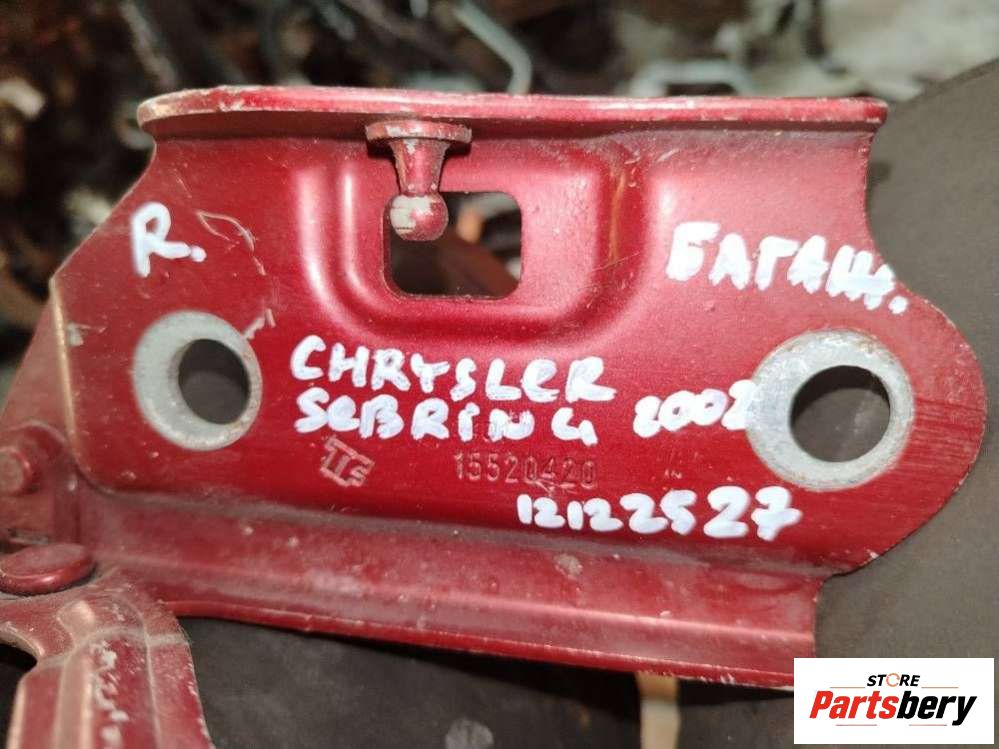 R.
БАГАЖ.
CHRYSLER
SEBRING 2002
15520420
12122527
STORE
Partsbery